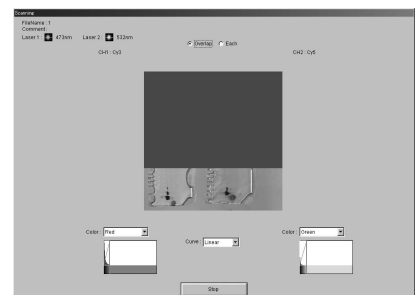 Scanning
FileName : 1
Comment:
Laser 1 : 473nm Laser 2 : 532nm
Overlap Each
CH1 : Cy3 CH2 : Cy5
Color : Red Color : Green
Curve : Linear
Stop